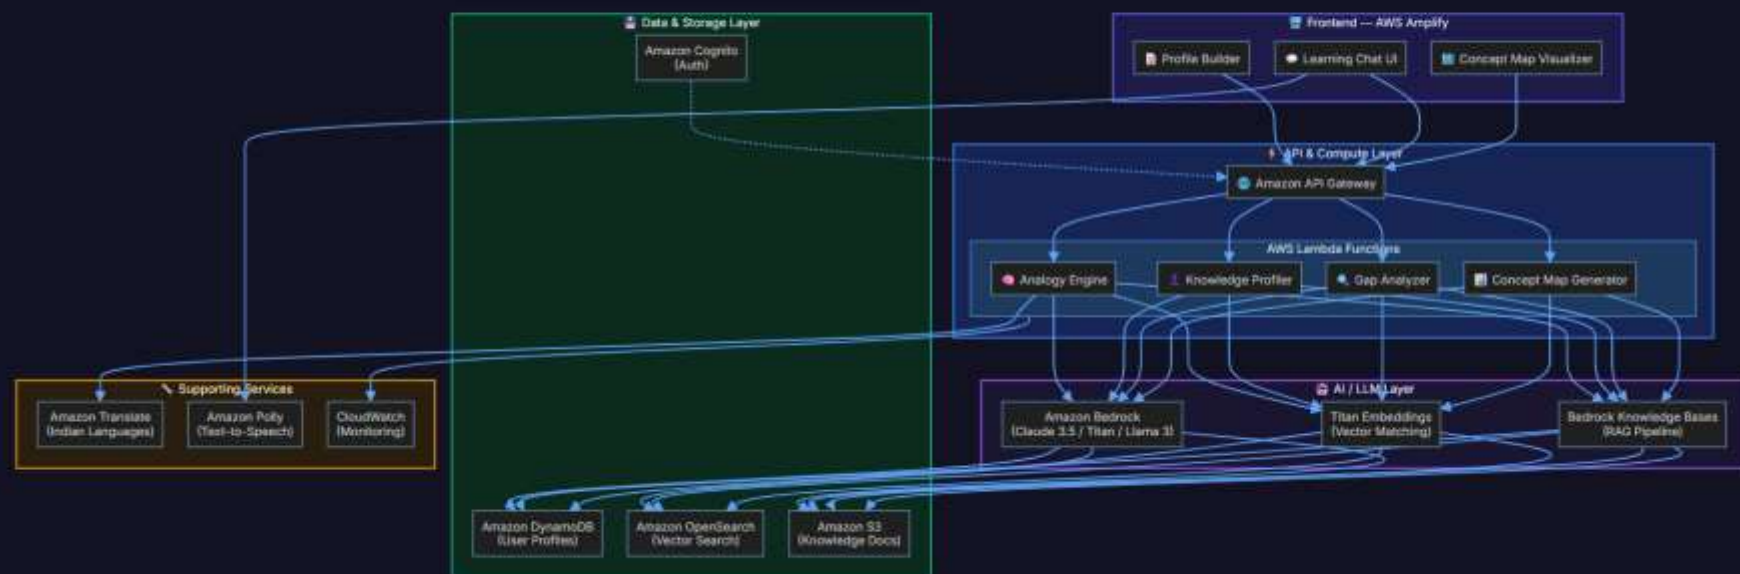 Data & Storage Layer
Amazon Cognito
(Auth)
Frontend — AWS Amplify
Profile Builder
Learning Chat UI
Concept Map Visualizer
API & Compute Layer
Amazon API Gateway
AWS Lambda Functions
Analogy Engine
Knowledge Profiler
Gap Analyzer
Concept Map Generator
Supporting Services
Amazon Translate
(Indian Languages)
Amazon Polly
(Text-to-Speech)
CloudWatch
(Monitoring)
AI / LLM Layer
Amazon Bedrock
(Claude 3.5 / Titan / Llama 3)
Titan Embeddings
(Vector Matching)
Bedrock Knowledge Bases
(RAG Pipeline)
Amazon DynamoDB
(User Profiles)
Amazon OpenSearch
(Vector Search)
Amazon S3
(Knowledge Docs)